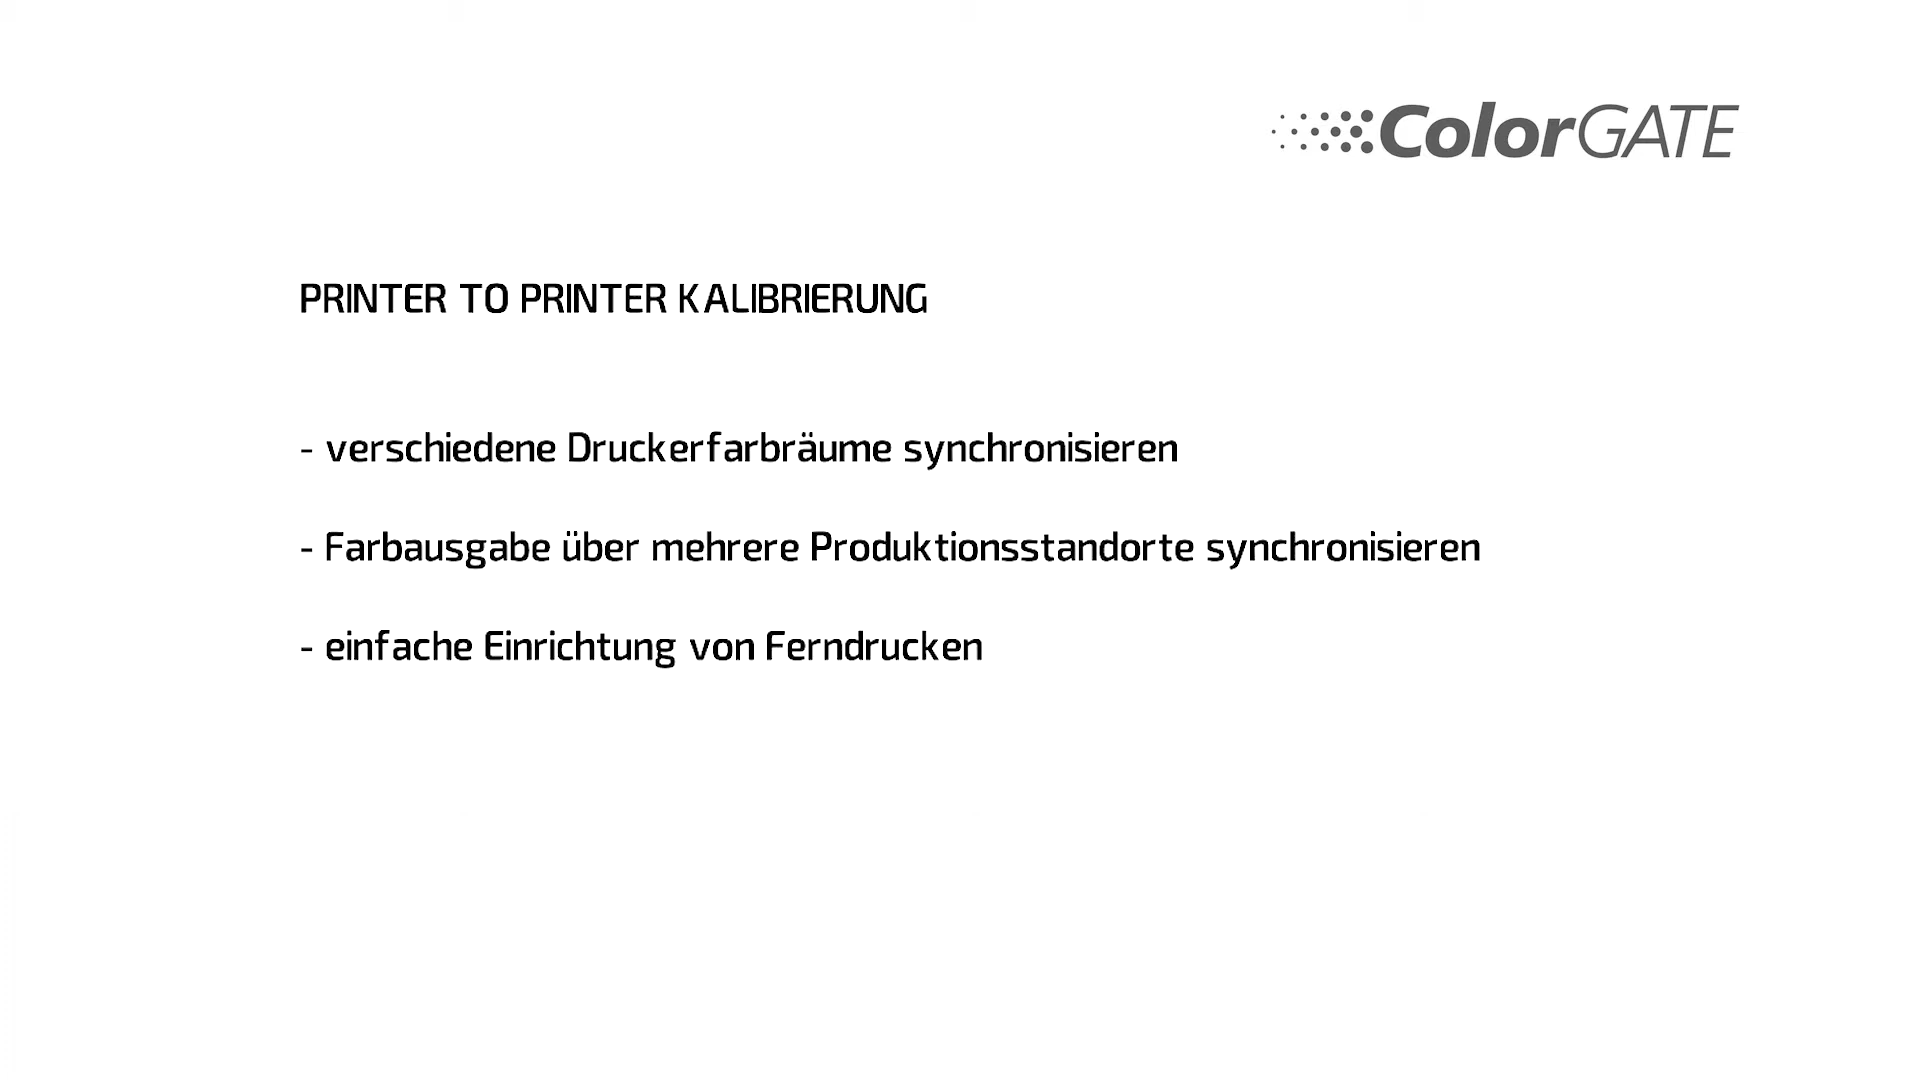 ColorGATE
PRINTER TO PRINTER KALIBRIERUNG
- verschiedene Druckerfarbräume synchronisieren
- Farbausgabe über mehrere Produktionsstandorte synchronisieren
- einfache Einrichtung von Ferndrucken